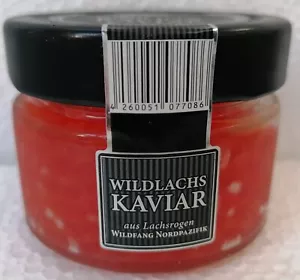 4 260051 077086
WILDLACHS
KAVIAR
aus Lachsrogen
WILDFANG NORDPAZIFIK